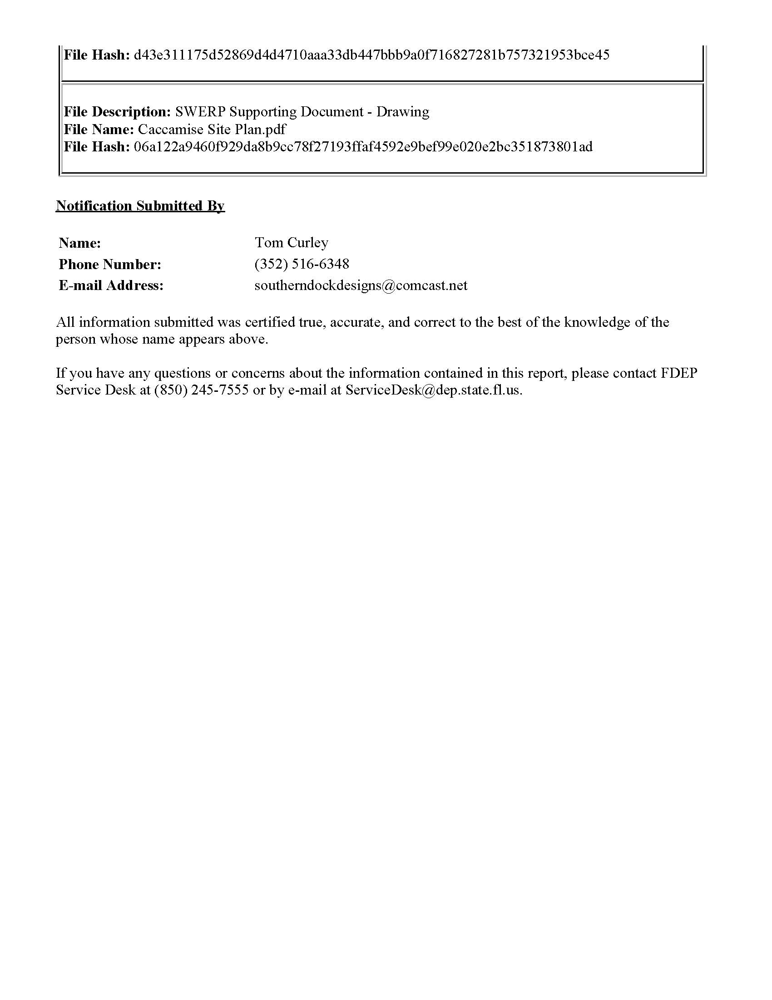 File Hash: d43e311175d52869d4d4710aaa33db447bbb9a0f716827281b757321953bce45
File Description: SWERP Supporting Document - Drawing
File Name: Caccamise Site Plan.pdf
File Hash: 06a122a9460f929da8b9cc78f27193ffaf4592e9bef99e020e2bc351873801ad
Notification Submitted By
Name: Tom Curley
Phone Number: (352) 516-6348
E-mail Address: southerndockdesigns@comcast.net
All information submitted was certified true, accurate, and correct to the best of the knowledge of the
person whose name appears above.
If you have any questions or concerns about the information contained in this report, please contact FDEP
Service Desk at (850) 245-7555 or by e-mail at ServiceDesk@dep.state.fl.us.